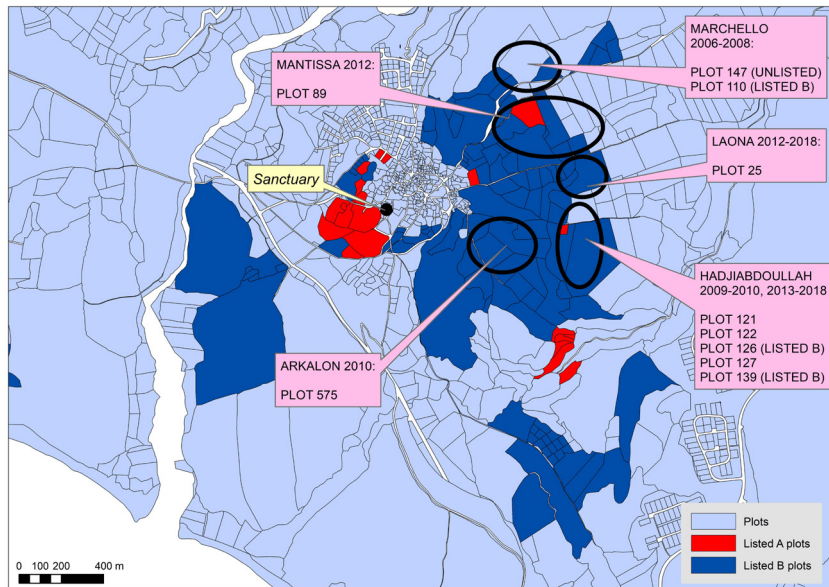 MARCHELLO
2006-2008:
PLOT 147 (UNLISTED)
PLOT 110 (LISTED B)
MANTISSA 2012:
PLOT 89
LAONA 2012-2018:
PLOT 25
Sanctuary
HADJIABDOULLAH
2009-2010, 2013-2018
PLOT 121
PLOT 122
PLOT 126 (LISTED B)
PLOT 127
PLOT 139 (LISTED B)
ARKALON 2010:
PLOT 575
Plots
Listed A plots
Listed B plots
0 100 200 400 m